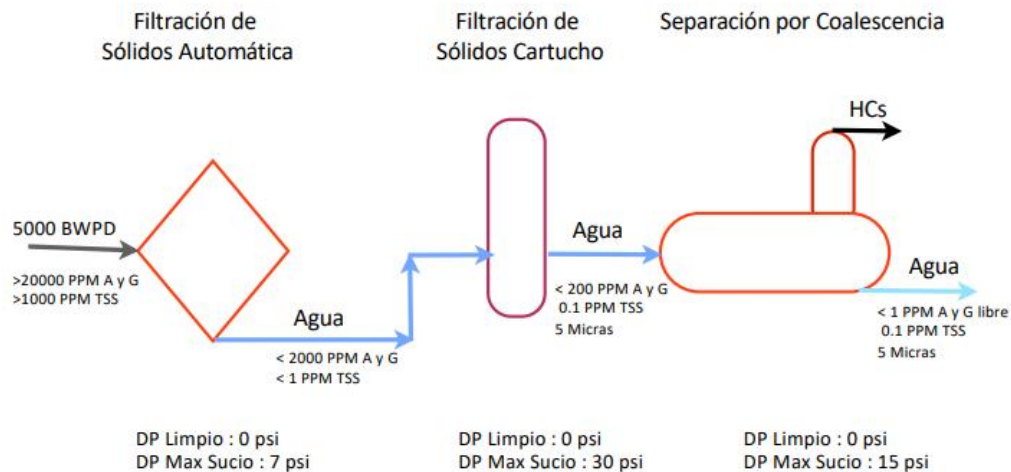 Filtración de
Sólidos Automática
Filtración de
Sólidos Cartucho
Separación por Coalescencia
HCs
5000 BWPD
>20000 PPM A y G
>1000 PPM TSS
Agua
< 2000 PPM A y G
< 1 PPM TSS
Agua
< 200 PPM A y G
0.1 PPM TSS
5 Micras
Agua
< 1 PPM A y G libre
0.1 PPM TSS
5 Micras
DP Limpio : 0 psi
DP Max Sucio : 7 psi
DP Limpio : 0 psi
DP Max Sucio : 30 psi
DP Limpio : 0 psi
DP Max Sucio : 15 psi